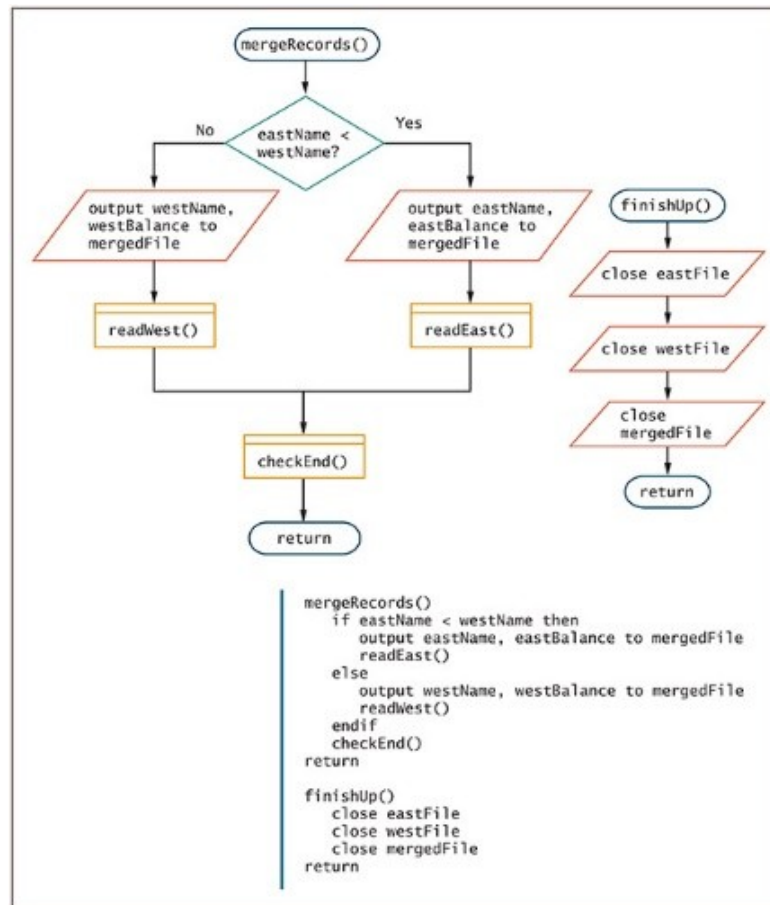 mergeRecords()
No
eastName <
westName?
Yes
output westName,
westBalance to
mergedFile
output eastName,
eastBalance to
mergedFile
readWest()
readEast()
checkEnd()
return
finishUp()
close eastFile
close westFile
close
mergedFile
return
mergeRecords()
if eastName < westName then
output eastName, eastBalance to mergedFile
readEast()
else
output westName, westBalance to mergedFile
readWest()
endif
checkEnd()
return
finishUp()
close eastFile
close westFile
close mergedFile
return